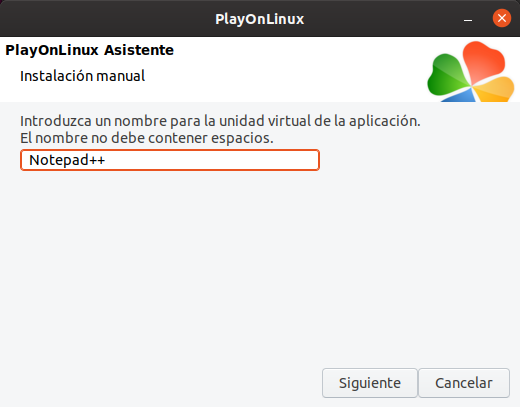 PlayOnLinux
PlayOnLinux Asistente
Instalación manual
Introduzca un nombre para la unidad virtual de la aplicación.
El nombre no debe contener espacios.
Notepad++
Siguiente
Cancelar